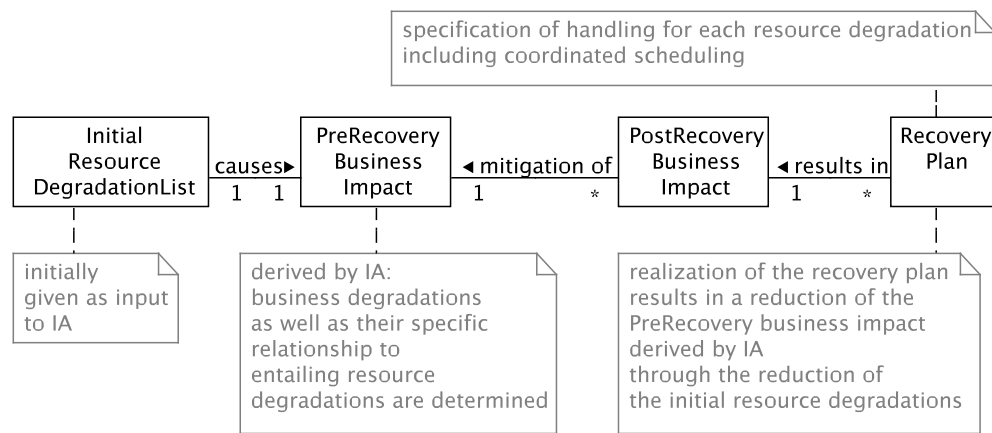 specification of handling for each resource degradation
including coordinated scheduling
Initial
Resource
DegradationList
causes►
1 1
PreRecovery
Business
Impact
◄ mitigation of
1 *
PostRecovery
Business
Impact
◄ results in
1 *
Recovery
Plan
initially
given as input
to IA
derived by IA:
business degradations
as well as their specific
relationship to
entailing resource
degradations are determined
realization of the recovery plan
results in a reduction of the
PreRecovery business impact
derived by IA
through the reduction of
the initial resource degradations